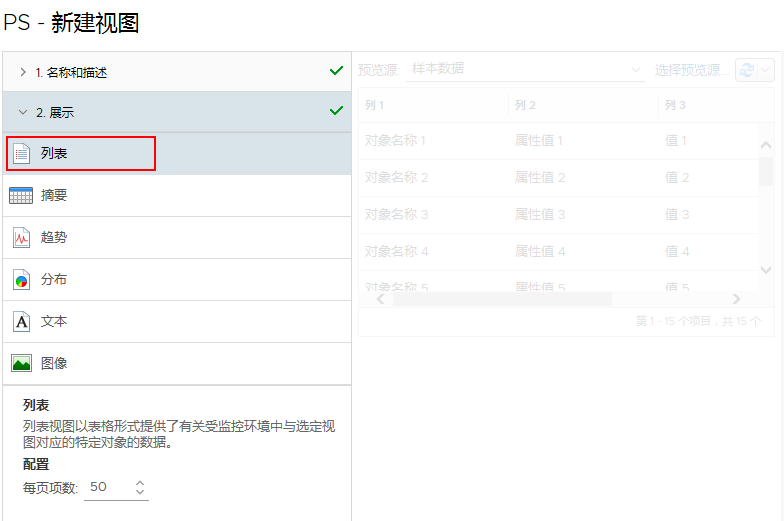 PS - 新建视图
1. 名称和描述
2. 展示
列表
摘要
趋势
分布
文本
图像
列表
列表视图以表格形式提供了有关受监控环境中与选定视
图对应的特定对象的数据。
配置
每页项数: 50
预览源: 样本数据 选择预览源...
列 1 列 2 列 3
对象名称 1 属性值 1 值 1
对象名称 2 属性值 2 值 2
对象名称 3 属性值 3 值 3
对象名称 4 属性值 4 值 4
对象名称 5 属性值 5 值 5
第 1 - 15 个项目，共 15 个